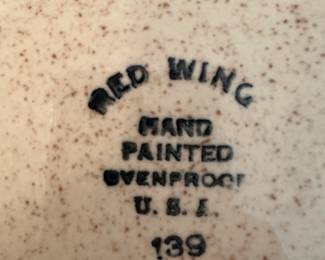 RED WING
HAND
PAINTED
OVENPROOF
U. S. A.
139